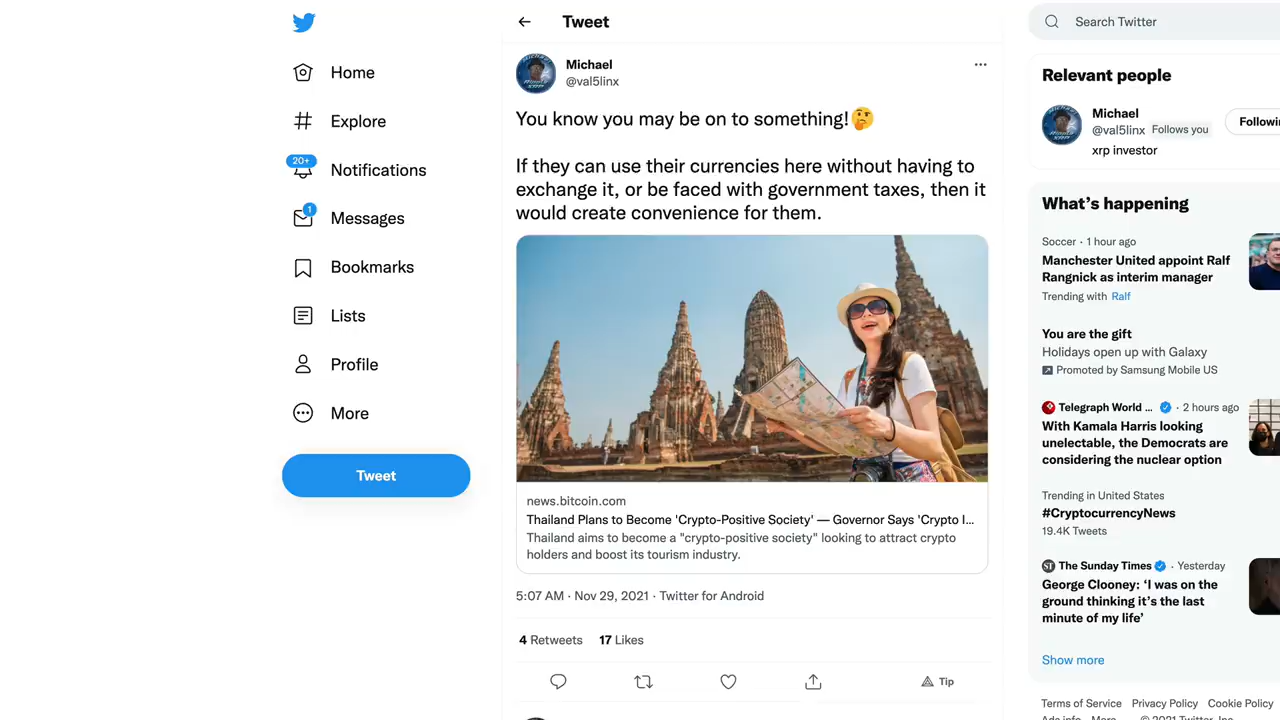 Home
Explore
20+
Notifications
1
Messages
Bookmarks
Lists
Profile
More
Tweet
Tweet
Michael
@val5linx
You know you may be on to something!🤔
If they can use their currencies here without having to
exchange it, or be faced with government taxes, then it
would create convenience for them.
news.bitcoin.com
Thailand Plans to Become 'Crypto-Positive Society' — Governor Says 'Crypto I...
Thailand aims to become a "crypto-positive society" looking to attract crypto
holders and boost its tourism industry.
5:07 AM · Nov 29, 2021 · Twitter for Android
4 Retweets 17 Likes
Tip
Search Twitter
Relevant people
Michael
@val5linx Follows you
Followi
xrp investor
What's happening
Soccer · 1 hour ago
Manchester United appoint Ralf
Rangnick as interim manager
Trending with Ralf
You are the gift
Holidays open up with Galaxy
Promoted by Samsung Mobile US
Telegraph World ... · 2 hours ago
With Kamala Harris looking
unelectable, the Democrats are
considering the nuclear option
Trending in United States
#CryptocurrencyNews
19.4K Tweets
The Sunday Times · Yesterday
George Clooney: ‘I was on the
ground thinking it’s the last
minute of my life’
Show more
Terms of Service Privacy Policy Cookie Policy
Ads info More © 2021 Twitter, Inc.